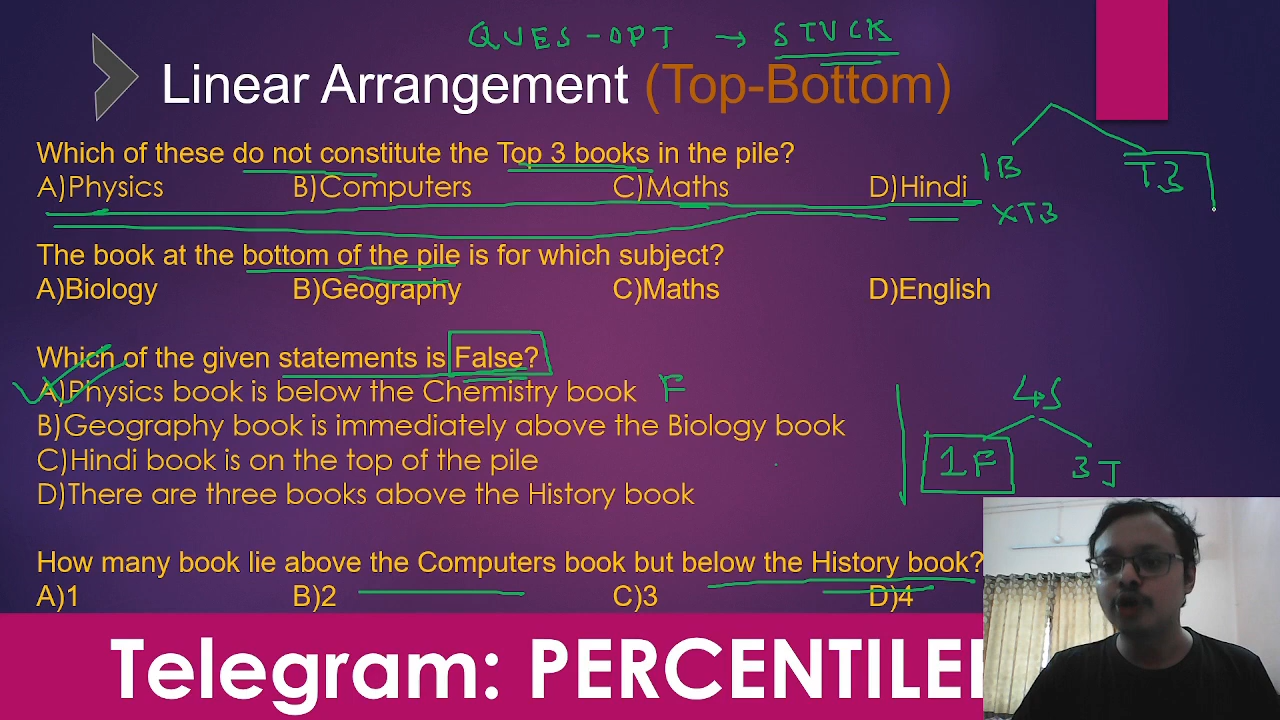 QUES-OPT → STUCK
Linear Arrangement (Top-Bottom)
Which of these do not constitute the Top 3 books in the pile?
A)Physics B)Computers C)Maths D)Hindi
1B T3
XT3
The book at the bottom of the pile is for which subject?
A)Biology B)Geography C)Maths D)English
Which of the given statements is False?
A)Physics book is below the Chemistry book F
B)Geography book is immediately above the Biology book
C)Hindi book is on the top of the pile
D)There are three books above the History book
4S
1F 3J
How many book lie above the Computers book but below the History book?
A)1 B)2 C)3 D)4
Telegram: